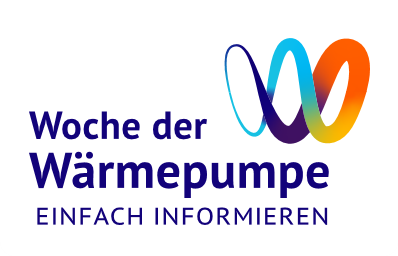 Woche der
Wärmepumpe
EINFACH INFORMIEREN